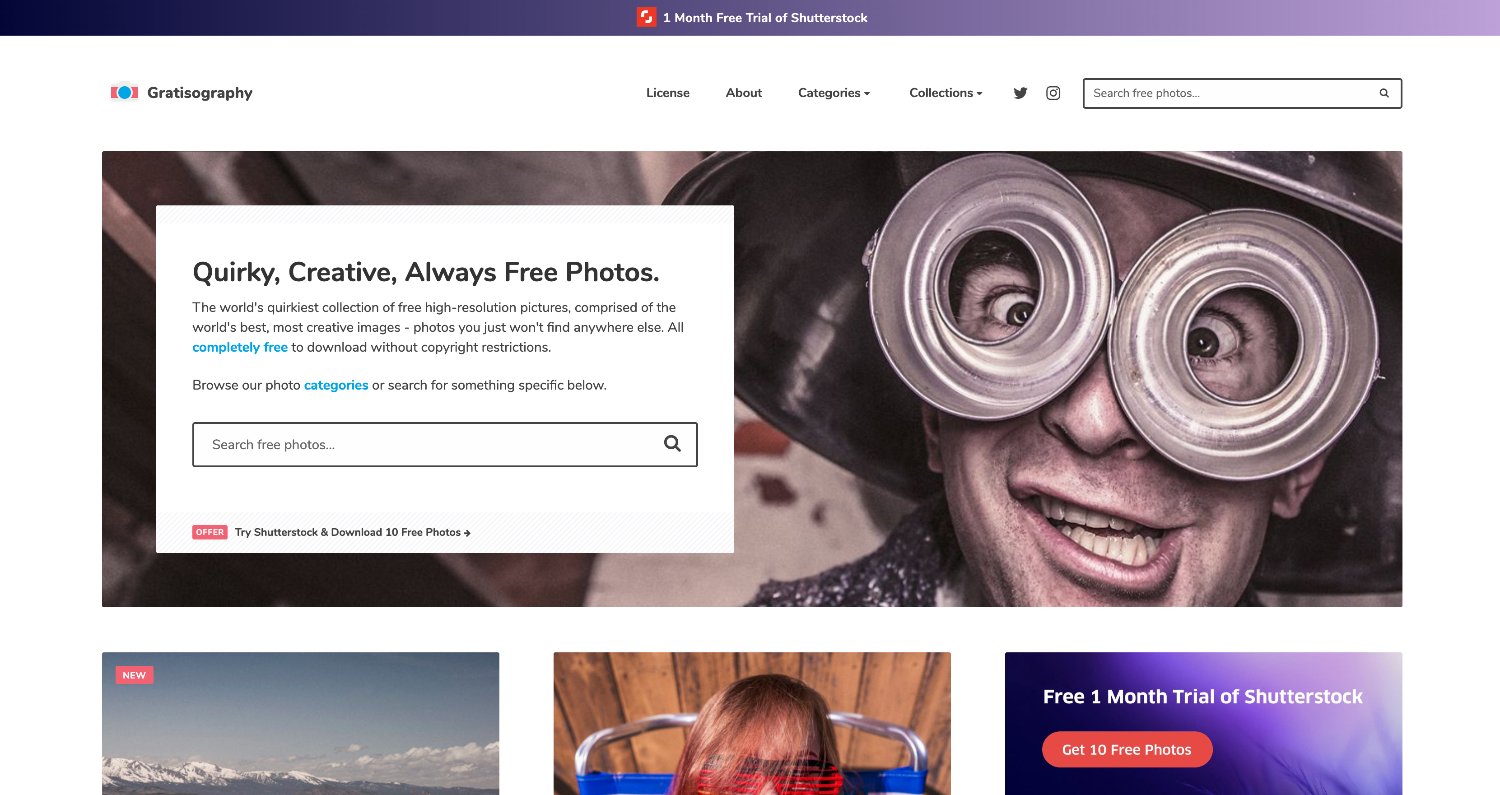 1 Month Free Trial of Shutterstock
Gratisography
License
About
Categories
Collections
Search free photos...
Quirky, Creative, Always Free Photos.
The world's quirkiest collection of free high-resolution pictures, comprised of the
world's best, most creative images - photos you just won't find anywhere else. All
completely free to download without copyright restrictions.
Browse our photo categories or search for something specific below.
Search free photos...
OFFER Try Shutterstock & Download 10 Free Photos →
NEW
Free 1 Month Trial of Shutterstock
Get 10 Free Photos